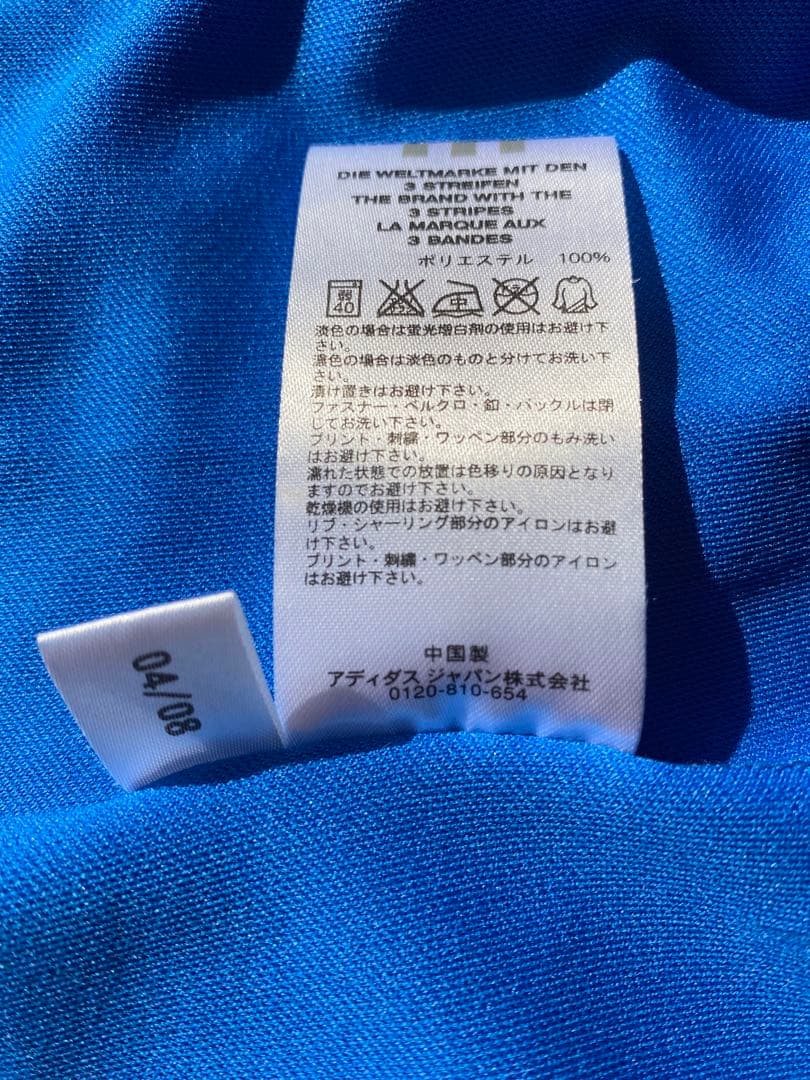 DIE WELTMARKE MIT DEN
3 STREIFEN
THE BRAND WITH THE
3 STRIPES
LA MARQUE AUX
3 BANDES
ポリエステル 100%
弱
40
中
淡色の場合は蛍光増白剤の使用はお避け下
さい。
濃色の場合は淡色のものと分けてお洗い下
さい。
漬け置きはお避け下さい。
ファスナー・ベルクロ・釦・バックルは閉
じてお洗い下さい。
プリント・刺繍・ワッペン部分のもみ洗い
はお避け下さい。
濡れた状態での放置は色移りの原因となり
ますのでお避け下さい。
乾燥機の使用はお避け下さい。
リブ・シャーリング部分のアイロンはお避
け下さい。
プリント・刺繍・ワッペン部分のアイロン
はお避け下さい。
中国製
アディダス ジャパン株式会社
0120-810-654
04/08